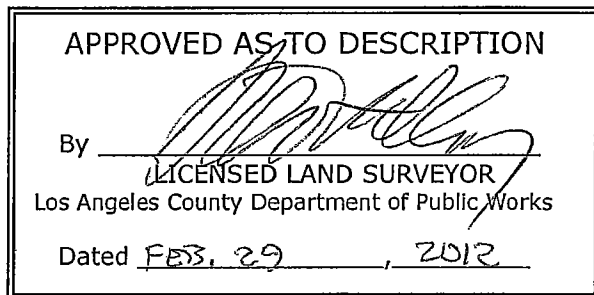 APPROVED AS TO DESCRIPTION
By
LICENSED LAND SURVEYOR
Los Angeles County Department of Public Works
Dated FEB. 29, 2012